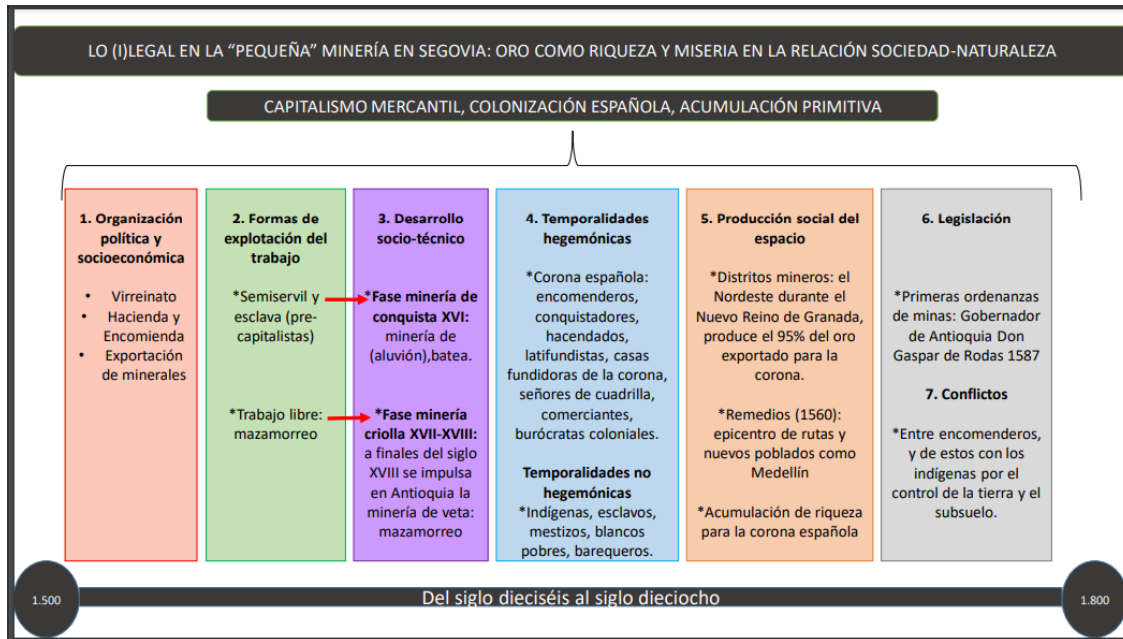 LO (I)LEGAL EN LA “PEQUEÑA” MINERÍA EN SEGOVIA: ORO COMO RIQUEZA Y MISERIA EN LA RELACIÓN SOCIEDAD-NATURALEZA
CAPITALISMO MERCANTIL, COLONIZACIÓN ESPAÑOLA, ACUMULACIÓN PRIMITIVA
1. Organización
política y
socioeconómica
• Virreinato
• Hacienda y
Encomienda
• Exportación
de minerales
2. Formas de
explotación del
trabajo
*Semiservil y
esclava (pre-
capitalistas)
*Trabajo libre:
mazamorreo
3. Desarrollo
socio-técnico
*Fase minería de
conquista XVI:
minería de
(aluvión),batea.
*Fase minería
criolla XVII-XVIII:
a finales del siglo
XVIII se impulsa
en Antioquia la
minería de veta:
mazamorreo
4. Temporalidades
hegemónicas
*Corona española:
encomenderos,
conquistadores,
hacendados,
latifundistas, casas
fundidoras de la corona,
señores de cuadrilla,
comerciantes,
burócratas coloniales.
Temporalidades no
hegemónicas
*Indígenas, esclavos,
mestizos, blancos
pobres, barequeros.
5. Producción social del
espacio
*Distritos mineros: el
Nordeste durante el
Nuevo Reino de Granada,
produce el 95% del oro
exportado para la
corona.
*Remedios (1560):
epicentro de rutas y
nuevos poblados como
Medellín
*Acumulación de riqueza
para la corona española
6. Legislación
*Primeras ordenanzas
de minas: Gobernador
de Antioquia Don
Gaspar de Rodas 1587
7. Conflictos
*Entre encomenderos,
y de estos con los
indígenas por el
control de la tierra y el
subsuelo.
1.500
Del siglo dieciséis al siglo dieciocho
1.800